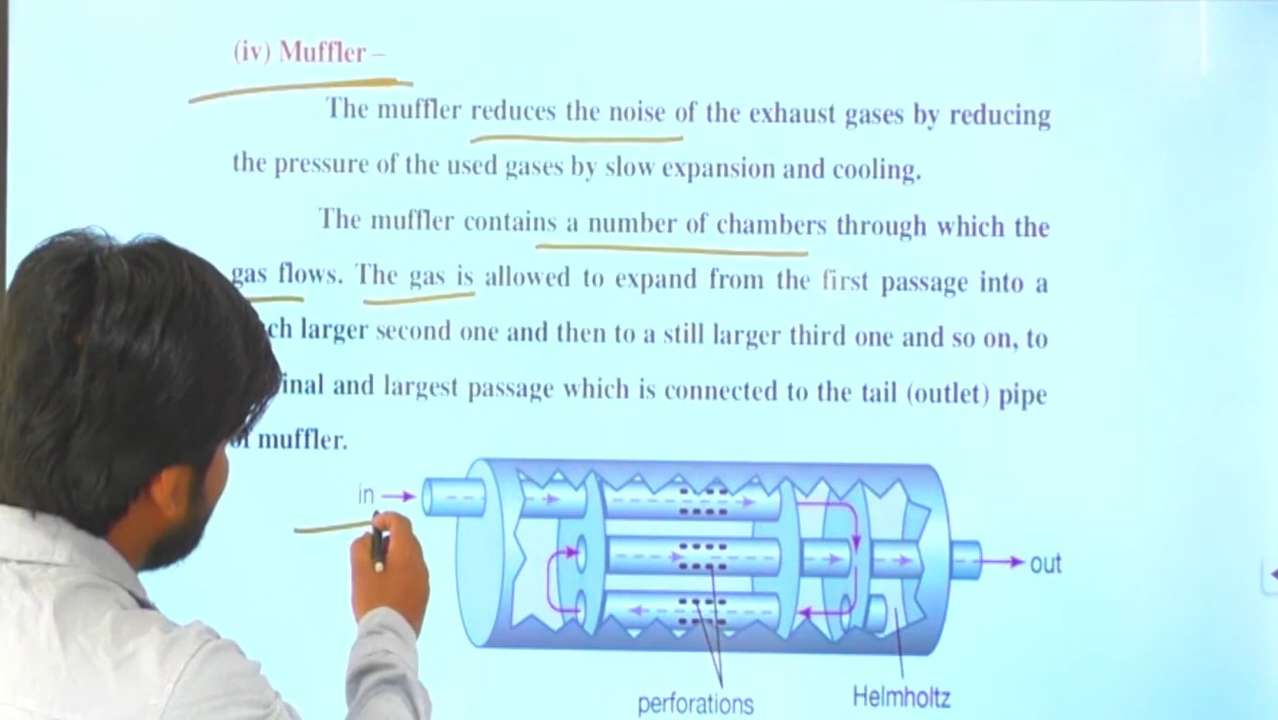 (iv) Muffler –
The muffler reduces the noise of the exhaust gases by reducing
the pressure of the used gases by slow expansion and cooling.
The muffler contains a number of chambers through which the
gas flows. The gas is allowed to expand from the first passage into a
larger second one and then to a still larger third one and so on, to
and largest passage which is connected to the tail (outlet) pipe
of muffler.
in
out
perforations
Helmholtz